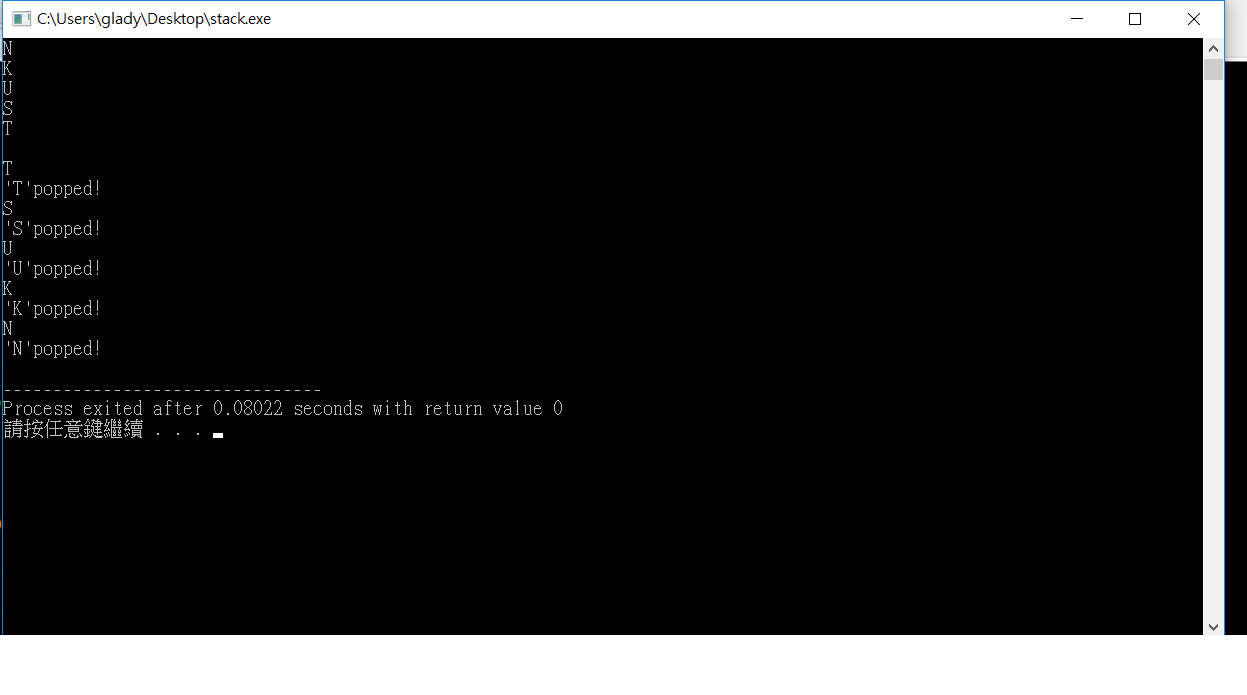 C:\Users\glady\Desktop\stack.exe
N
K
U
S
T
T
'T'popped!
S
'S'popped!
U
'U'popped!
K
'K'popped!
N
'N'popped!
--------------------------------
Process exited after 0.08022 seconds with return value 0
請按任意鍵繼續 . . .